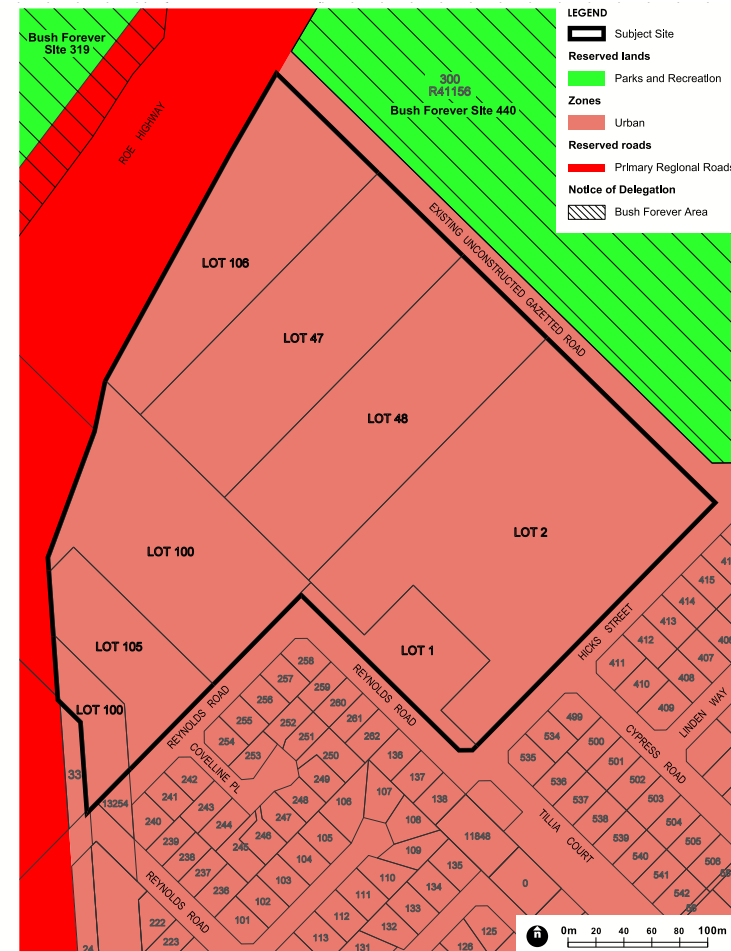 LEGEND
Subject Site
Reserved lands
Parks and Recreation
Zones
Urban
Reserved roads
Primary Regional Roads
Notice of Delegation
Bush Forever Area
Bush Forever
Site 319
300
R41156
Bush Forever Site 440
ROE HIGHWAY
EXISTING UNCONSTRUCTED GAZETTED ROAD
LOT 106
LOT 47
LOT 48
LOT 2
LOT 100
LOT 105
LOT 1
LOT 100
HICKS STREET
415
414
413
412
411
410
409
408
407
LINDEN WAY
REYNOLDS ROAD
REYNOLDS ROAD
COVELLINE PL
258
257
259
256
260
255
252
261
254
251
262
253
250
136
249
137
242
248
106
107
138
241
243
247
108
240
244
246
105
11848
239
245
104
109
135
238
237
103
110
134
236
102
111
133
101
112
132
113
131
125
126
0
33
13254
REYNOLDS ROAD
222
223
24
499
534
500
535
501
536
502
537
503
538
504
539
505
540
506
541
542
CYPRESS ROAD
TILLIA COURT
n
0m 20 40 60 80 100m